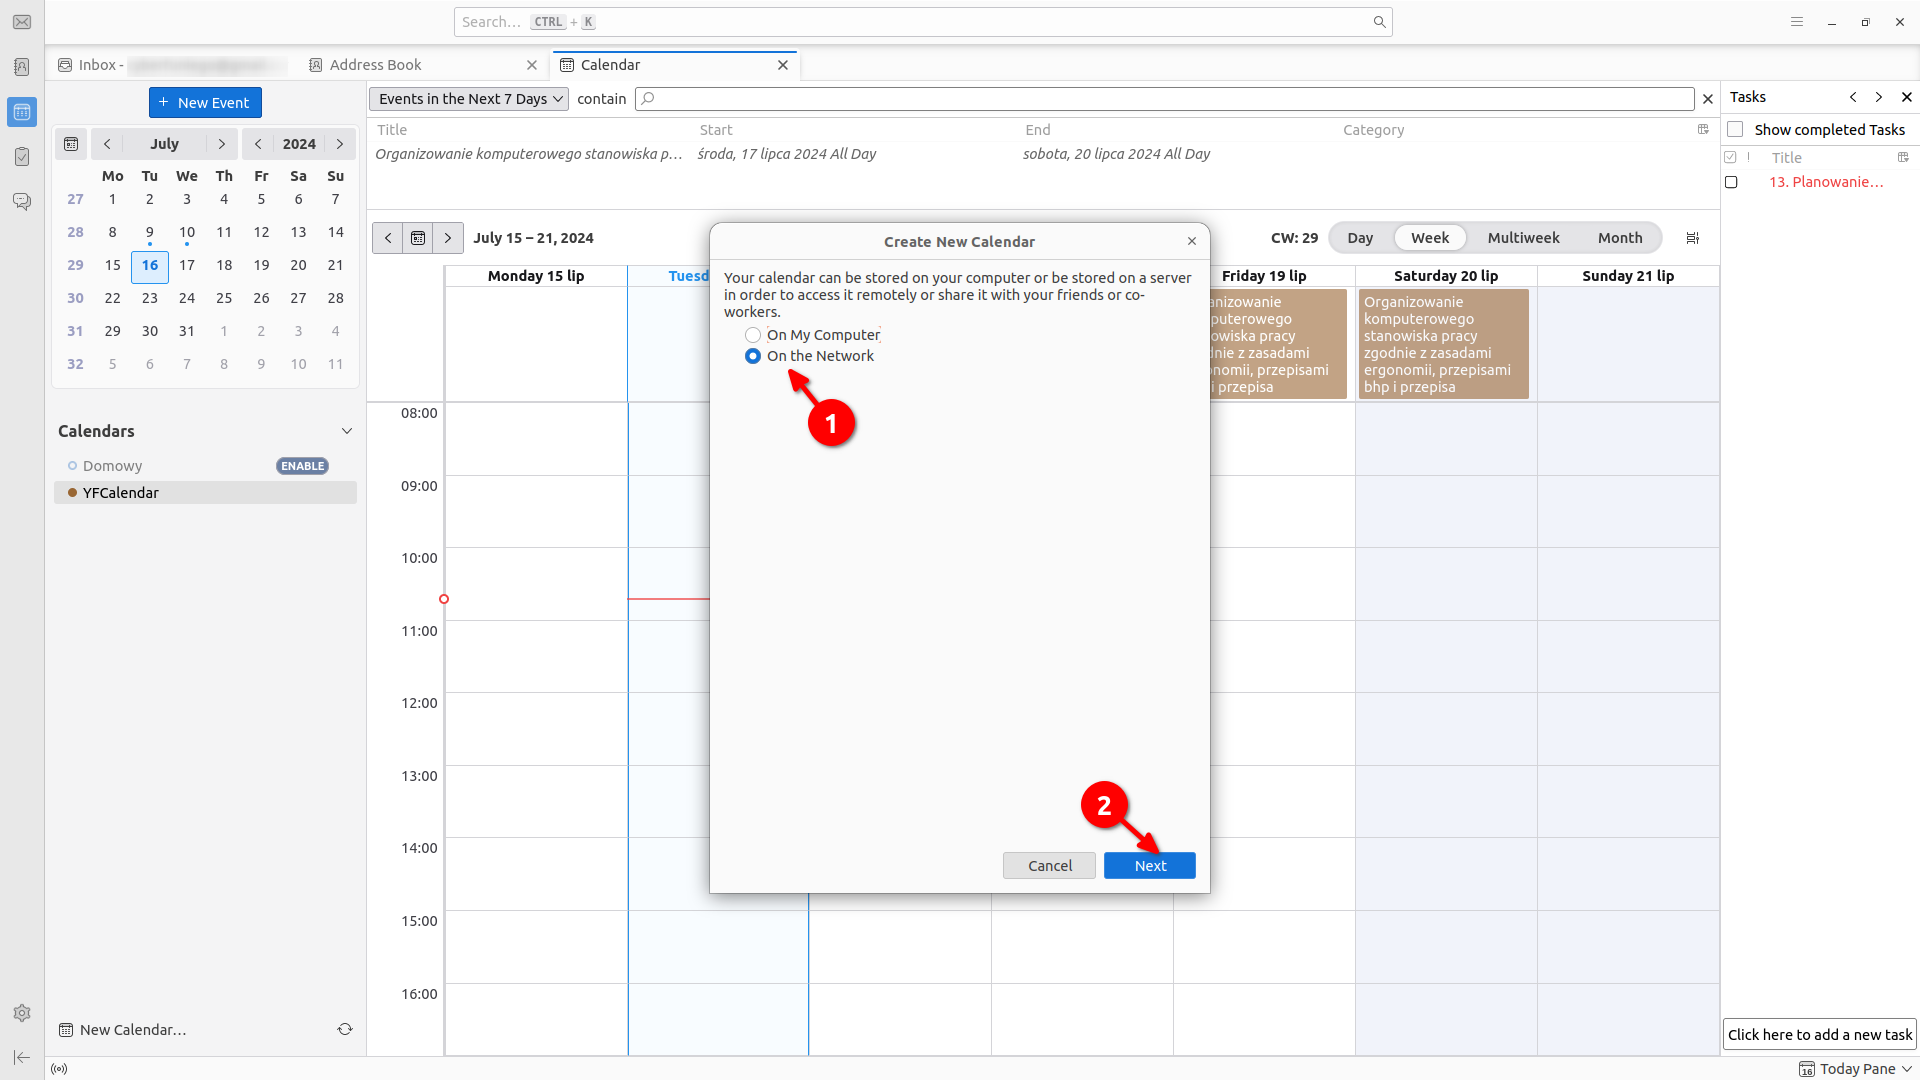 Search… CTRL + K
Inbox -
Address Book
Calendar
+ New Event
July
2024
Mo Tu We Th Fr Sa Su
27 1 2 3 4 5 6 7
28 8 9 10 11 12 13 14
29 15 16 17 18 19 20 21
30 22 23 24 25 26 27 28
31 29 30 31 1 2 3 4
32 5 6 7 8 9 10 11
Calendars
Domowy ENABLE
YFCalendar
New Calendar…
Events in the Next 7 Days contain
Title Start End Category
Organizowanie komputerowego stanowiska p… środa, 17 lipca 2024 All Day sobota, 20 lipca 2024 All Day
July 15 – 21, 2024
CW: 29 Day Week Multiweek Month
Monday 15 lip
Tuesd
Friday 19 lip
Saturday 20 lip
Sunday 21 lip
anizowanie
puterowego
owiska pracy
dnie z zasadami
onomii, przepisami
i przepisa
Organizowanie
komputerowego
stanowiska pracy
zgodnie z zasadami
ergonomii, przepisami
bhp i przepisa
08:00
09:00
10:00
11:00
12:00
13:00
14:00
15:00
16:00
Create New Calendar
Your calendar can be stored on your computer or be stored on a server
in order to access it remotely or share it with your friends or co-
workers.
On My Computer
On the Network
1
2
Cancel
Next
Tasks
Show completed Tasks
! Title
13. Planowanie…
Click here to add a new task
16 Today Pane